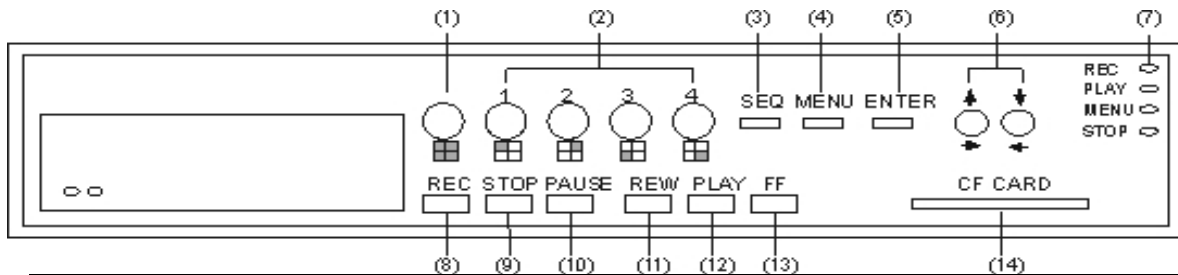 (1) (2) (3) (4) (5) (6) (7)
REC
PLAY
MENU
STOP
1 2 3 4
SEQ MENU ENTER
REC STOP PAUSE REW PLAY FF
CF CARD
(8) (9) (10) (11) (12) (13) (14)